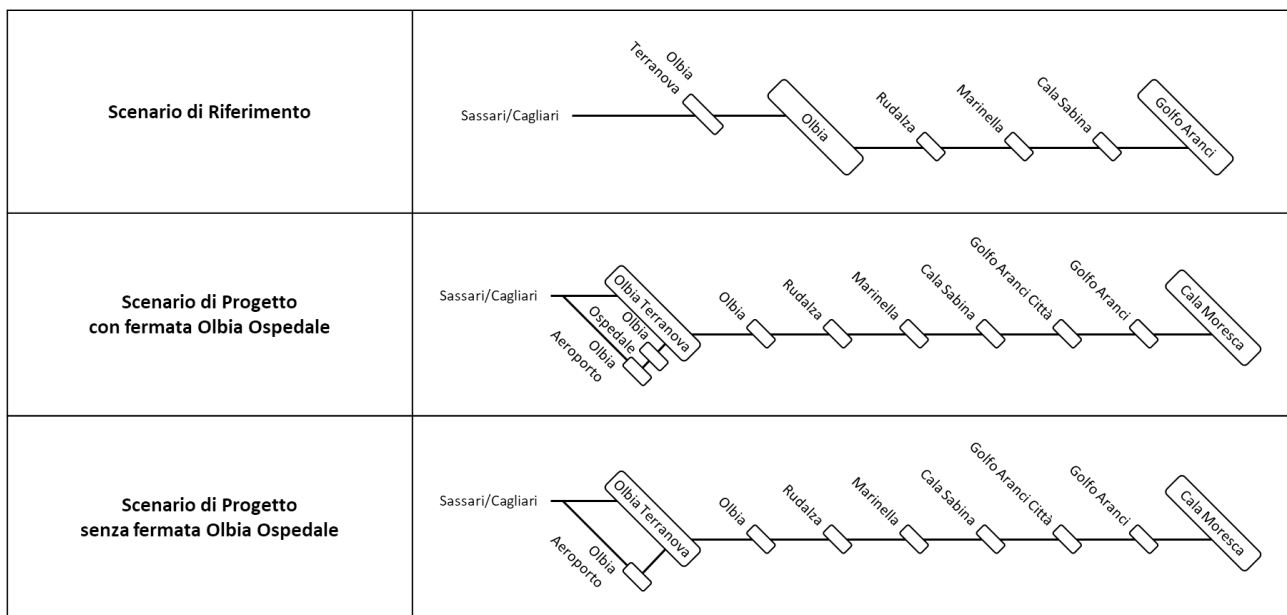 Scenario di Riferimento
Sassari/Cagliari
Olbia
Terranova
Olbia
Rudalza
Marinella
Cala Sabina
Golfo Aranci
Scenario di Progetto
con fermata Olbia Ospedale
Sassari/Cagliari
Olbia Terranova
Olbia
Ospedale
Olbia
Aeroporto
Olbia
Rudalza
Marinella
Cala Sabina
Golfo Aranci Città
Golfo Aranci
Cala Moresca
Scenario di Progetto
senza fermata Olbia Ospedale
Sassari/Cagliari
Olbia Terranova
Olbia
Aeroporto
Olbia
Rudalza
Marinella
Cala Sabina
Golfo Aranci Città
Golfo Aranci
Cala Moresca